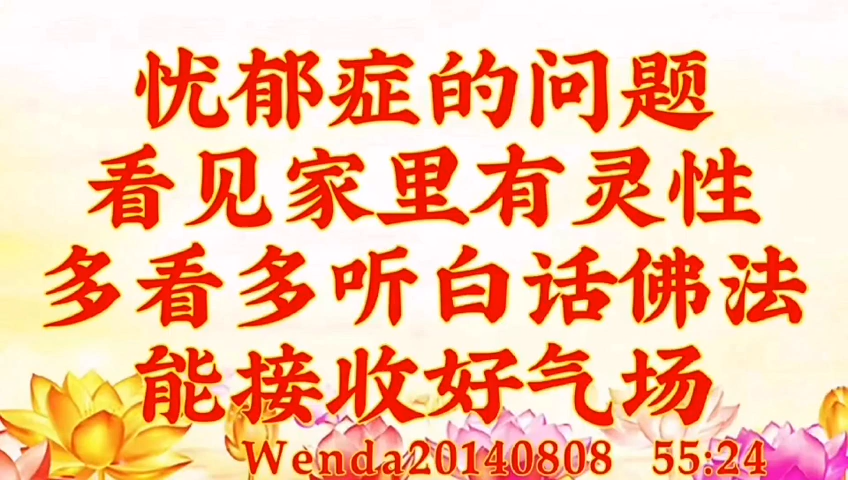 忧郁症的问题
看见家里有灵性
多看多听白话佛法
能接收好气场
Wenda20140808 55:24